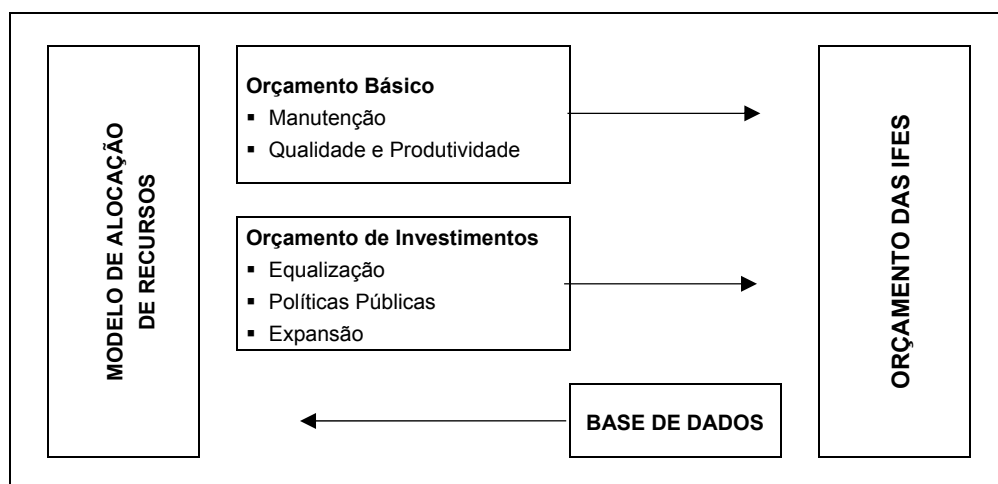 MODELO DE ALOCAÇÃO
DE RECURSOS
Orçamento Básico
▪ Manutenção
▪ Qualidade e Produtividade
Orçamento de Investimentos
▪ Equalização
▪ Políticas Públicas
▪ Expansão
BASE DE DADOS
ORÇAMENTO DAS IFES